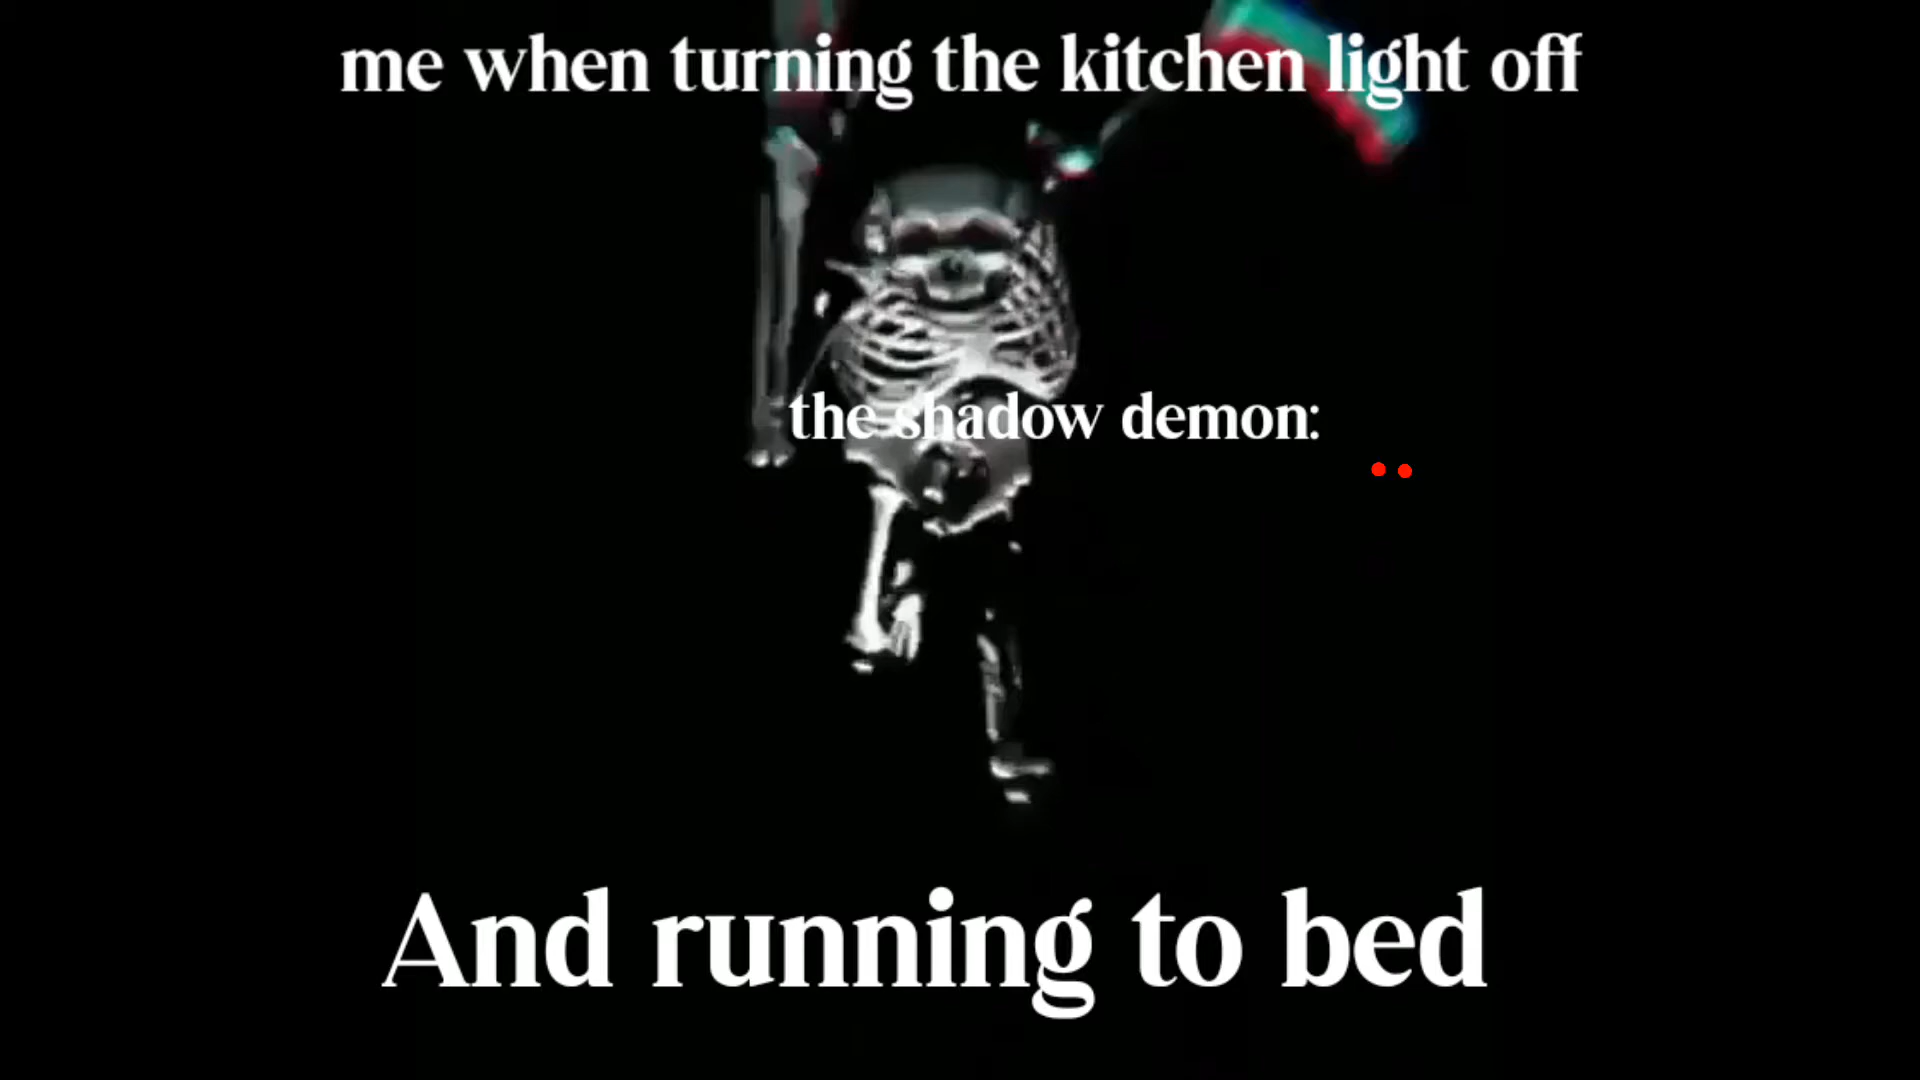 me when turning the kitchen light off
the shadow demon:
And running to bed